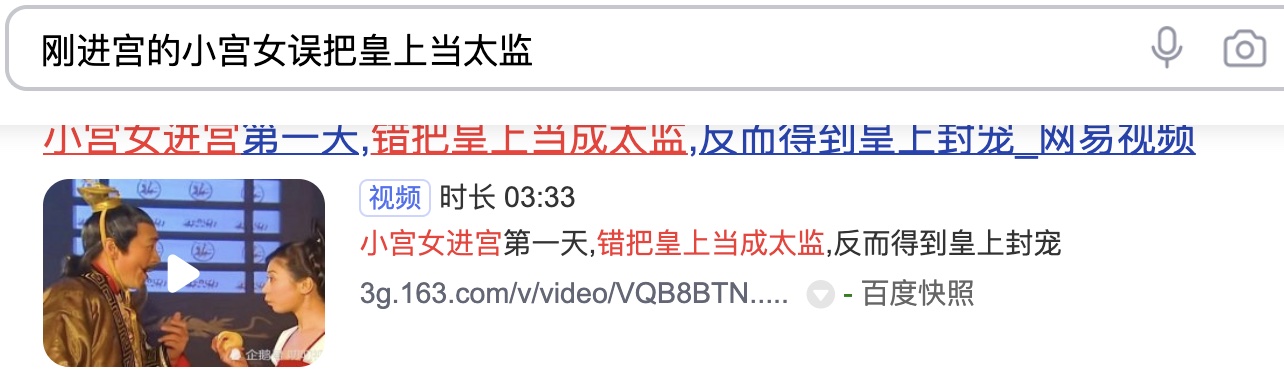 刚进宫的小宫女误把皇上当太监
小宫女进宫第一天,错把皇上当成太监,反而得到皇上封宠_网易视频
视频 时长 03:33
小宫女进宫第一天,错把皇上当成太监,反而得到皇上封宠
3g.163.com/v/video/VQB8BTN..... - 百度快照
企鹅